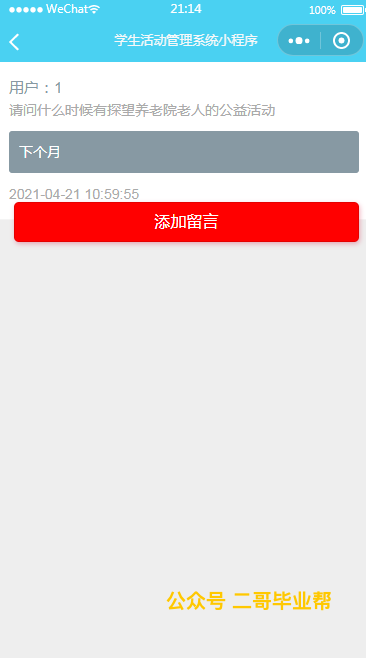 WeChat 21:14 100%
学生活动管理系统小程序
用户：1
请问什么时候有探望养老院老人的公益活动
下个月
2021-04-21 10:59:55
添加留言
公众号 二哥毕业帮